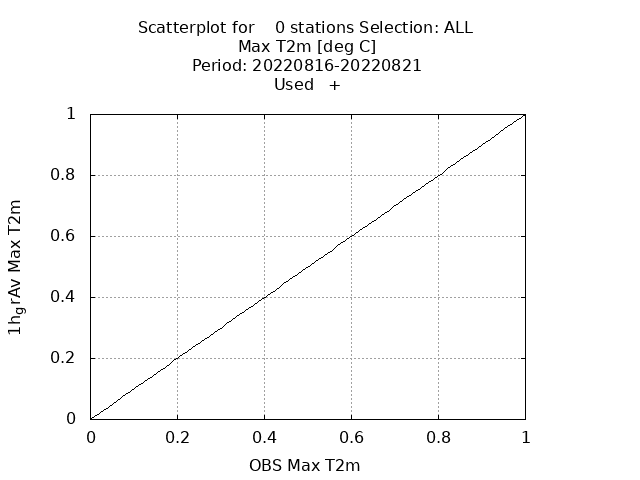 Scatterplot for    0 stations Selection: ALL
Max T2m [deg C]
Period: 20220816-20220821
Used +
1
0.8
0.6
0.4
0.2
0
1hgrAv Max T2m
0 0.2 0.4 0.6 0.8 1
OBS Max T2m